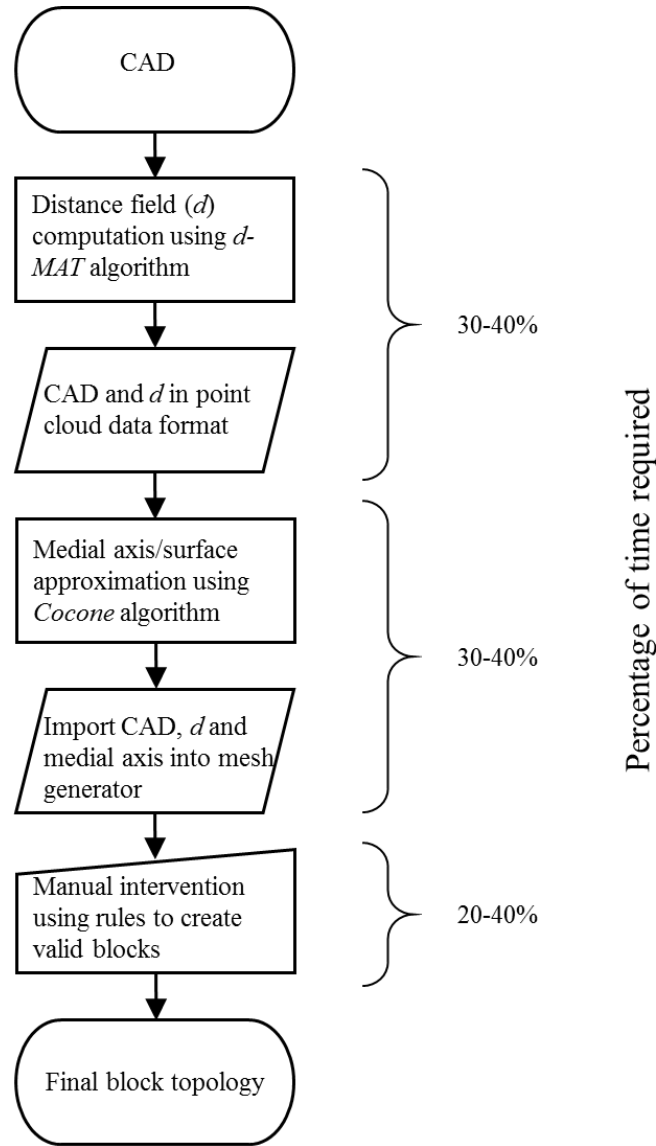 CAD
Distance field (d)
computation using d-
MAT algorithm
30-40%
CAD and d in point
cloud data format
Medial axis/surface
approximation using
Cocone algorithm
30-40%
Import CAD, d and
medial axis into mesh
generator
Manual intervention
using rules to create
valid blocks
20-40%
Final block topology
Percentage of time required